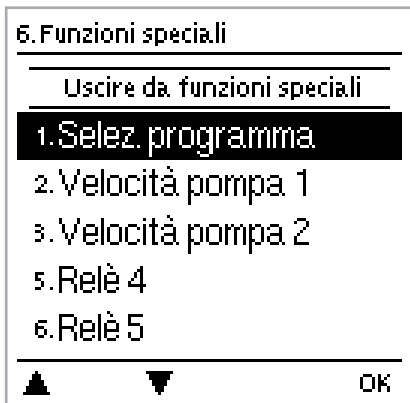 6. Funzioni speciali
Uscire da funzioni speciali
1. Selez. programma
2. Velocità pompa 1
3. Velocità pompa 2
5. Relè 4
6. Relè 5
▲ ▼ OK